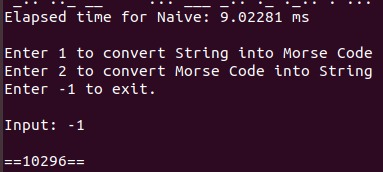 Elapsed time for Naive: 9.02281 ms
Enter 1 to convert String into Morse Code
Enter 2 to convert Morse Code into String
Enter -1 to exit.
Input: -1
==10296==